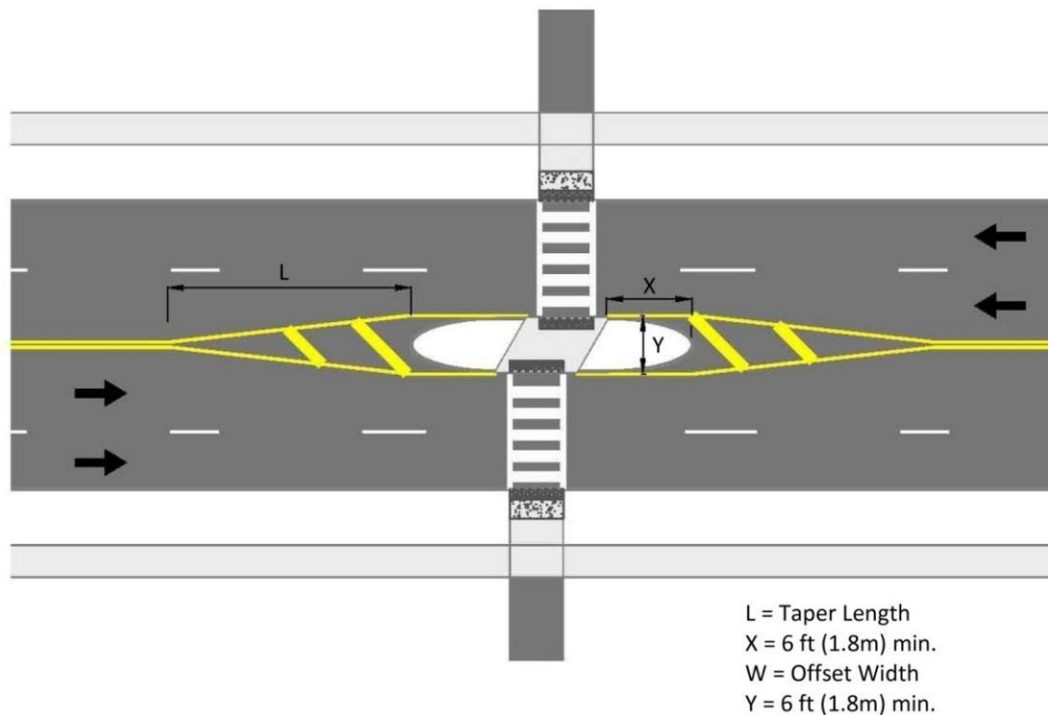 L
X
Y
L = Taper Length
X = 6 ft (1.8m) min.
W = Offset Width
Y = 6 ft (1.8m) min.